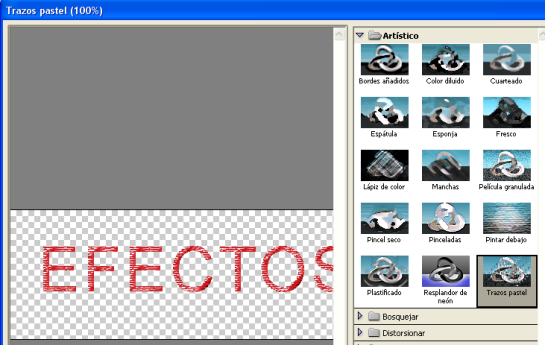 Trazos pastel (100%)
Artístico
Bordes añadidos Color diluido Cuarteado
Espátula Esponja Fresco
Lápiz de color Manchas Película granulada
Pincel seco Pinceladas Pintar debajo
Plastificado Resplandor de neón Trazos pastel
Bosquejar
Distorsionar
EFECTOS